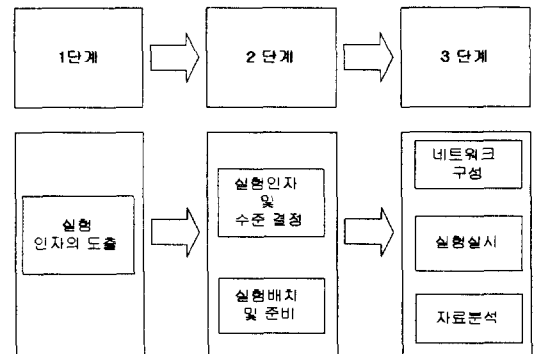 1단계
2 단계
3 단계
실험
인자의 도출
실험인자
및
수준 결정
실험배치
및 준비
네트워크
구성
실험실시
자료분석